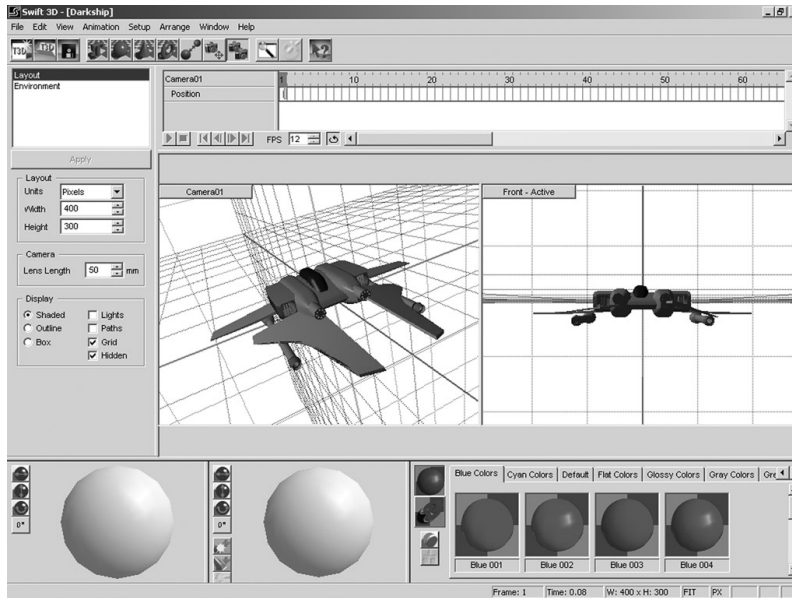 Swift 3D - [Darkship]
File Edit View Animation Setup Arrange Window Help
Layout
Environment
Apply
Layout
Units Pixels
Width 400
Height 300
Camera
Lens Length 50 mm
Display
Shaded Lights
Outline Paths
Box Grid
Hidden
Camera01 1 10 20 30 40 50 60
Position
FPS 12
Camera01 Front - Active
0°
0°
Blue Colors Cyan Colors Default Flat Colors Glossy Colors Gray Colors Gre
Blue 001 Blue 002 Blue 003 Blue 004
Frame: 1 Time: 0.08 W: 400 x H: 300 FIT PX